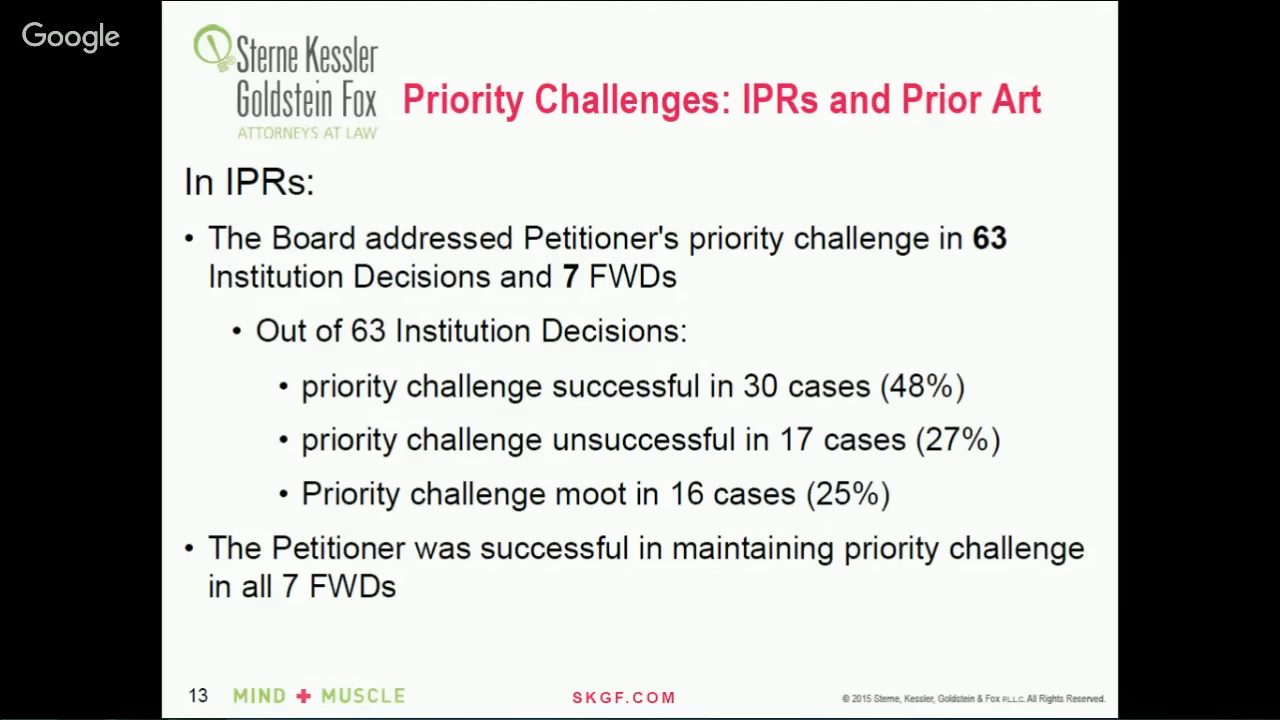 Google
Sterne Kessler
Goldstein Fox
ATTORNEYS AT LAW
Priority Challenges: IPRs and Prior Art
In IPRs:
• The Board addressed Petitioner's priority challenge in 63
Institution Decisions and 7 FWDs
• Out of 63 Institution Decisions:
• priority challenge successful in 30 cases (48%)
• priority challenge unsuccessful in 17 cases (27%)
• Priority challenge moot in 16 cases (25%)
• The Petitioner was successful in maintaining priority challenge
in all 7 FWDs
13 MIND + MUSCLE
SKGF.COM
© 2015 Sterne, Kessler, Goldstein & Fox P.L.L.C. All Rights Reserved.